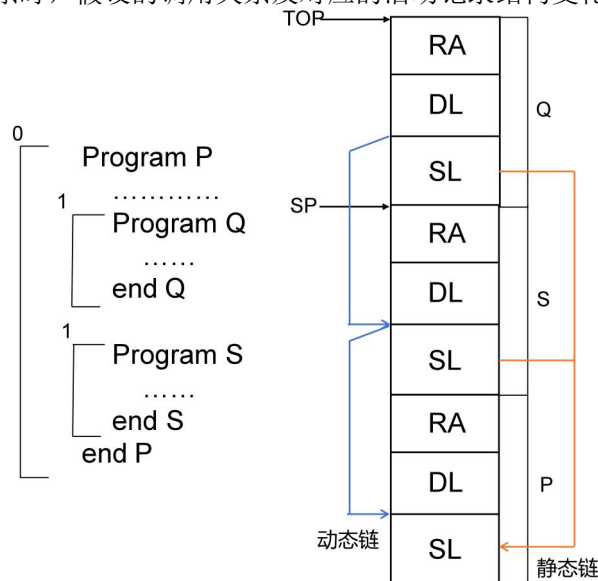 TOP
RA
DL
SL
Q
SP
RA
DL
SL
S
RA
DL
SL
P
动态链
静态链
0
Program P
…………
1
Program Q
……
end Q
1
Program S
……
end S
end P